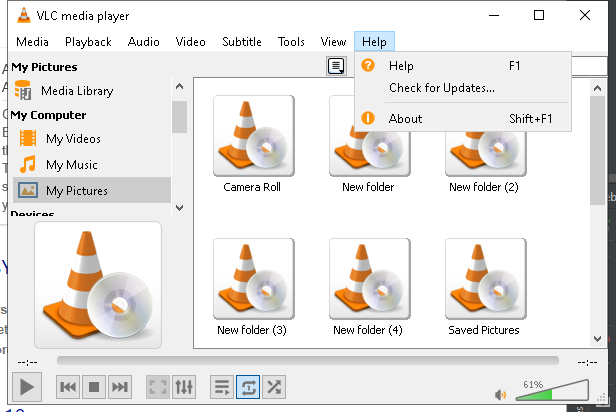 VLC media player
Media Playback Audio Video Subtitle Tools View Help
My Pictures
Media Library
My Computer
My Videos
My Music
My Pictures
Devices
Help F1
Check for Updates...
About Shift+F1
Camera Roll New folder New folder (2)
New folder (3) New folder (4) Saved Pictures
--:-- --:--
61%